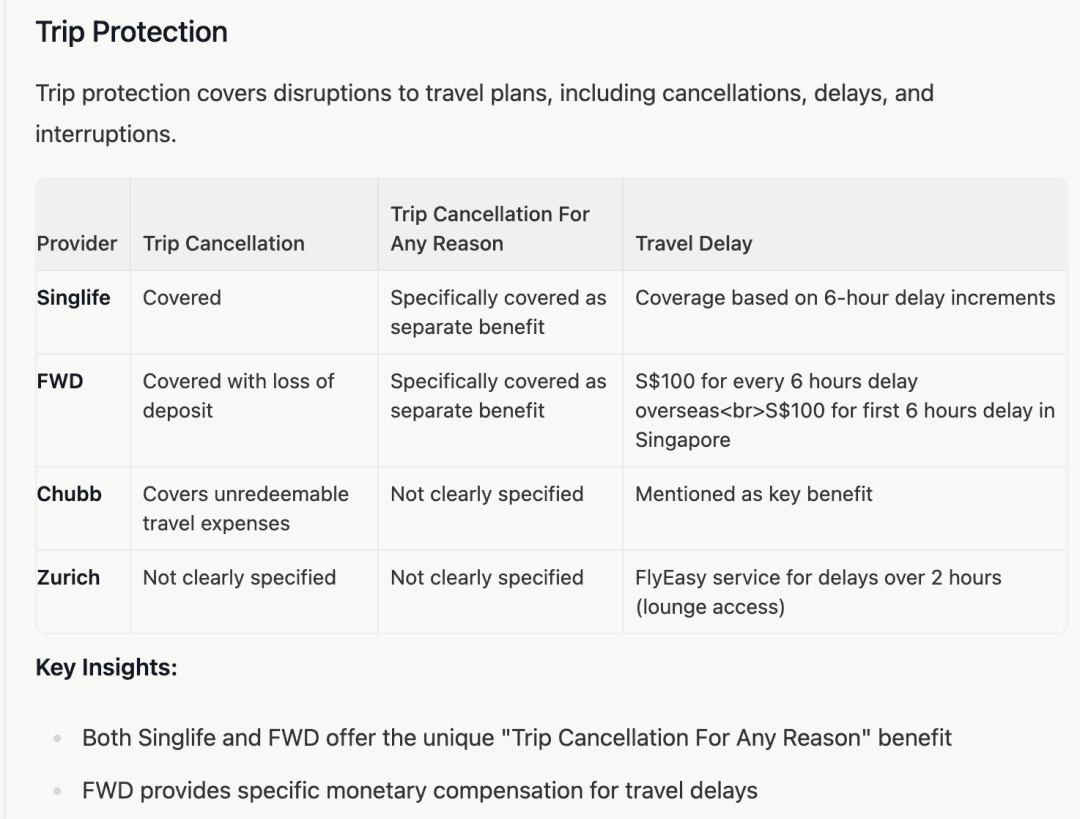 Trip Protection
Trip protection covers disruptions to travel plans, including cancellations, delays, and
interruptions.
Provider
Trip Cancellation
Trip Cancellation For
Any Reason
Travel Delay
Singlife
Covered
Specifically covered as
separate benefit
Coverage based on 6-hour delay increments
FWD
Covered with loss of
deposit
Specifically covered as
separate benefit
S$100 for every 6 hours delay
overseas<br>S$100 for first 6 hours delay in
Singapore
Chubb
Covers unredeemable
travel expenses
Not clearly specified
Mentioned as key benefit
Zurich
Not clearly specified
Not clearly specified
FlyEasy service for delays over 2 hours
(lounge access)
Key Insights:
Both Singlife and FWD offer the unique "Trip Cancellation For Any Reason" benefit
FWD provides specific monetary compensation for travel delays